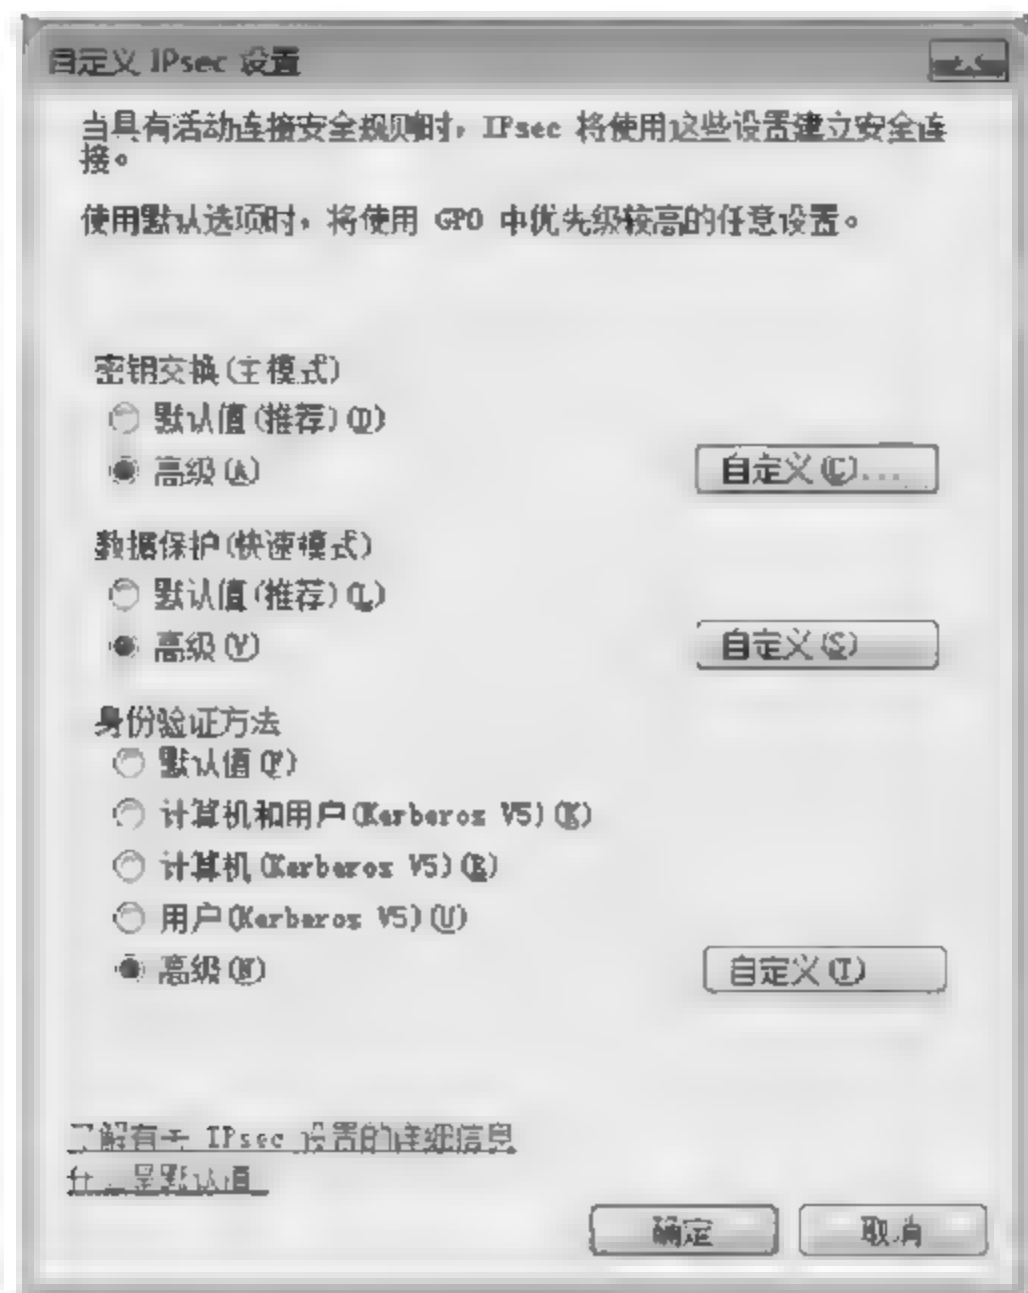 自定义 IPsec 设置
当具有活动连接安全规则时，IPsec 将使用这些设置建立安全连
接。
使用默认选项时，将使用 GPO 中优先级较高的任意设置。
密钥交换(主模式)
默认值(推荐)(D)
高级(A)
自定义(C)...
数据保护(快速模式)
默认值(推荐)(L)
高级(V)
自定义(S)
身份验证方法
默认值(F)
计算机和用户(Kerberos V5)(K)
计算机(Kerberos V5)(E)
用户(Kerberos V5)(U)
高级(N)
自定义(T)
了解有关 IPsec 设置的详细信息
什么是默认值
确定
取消